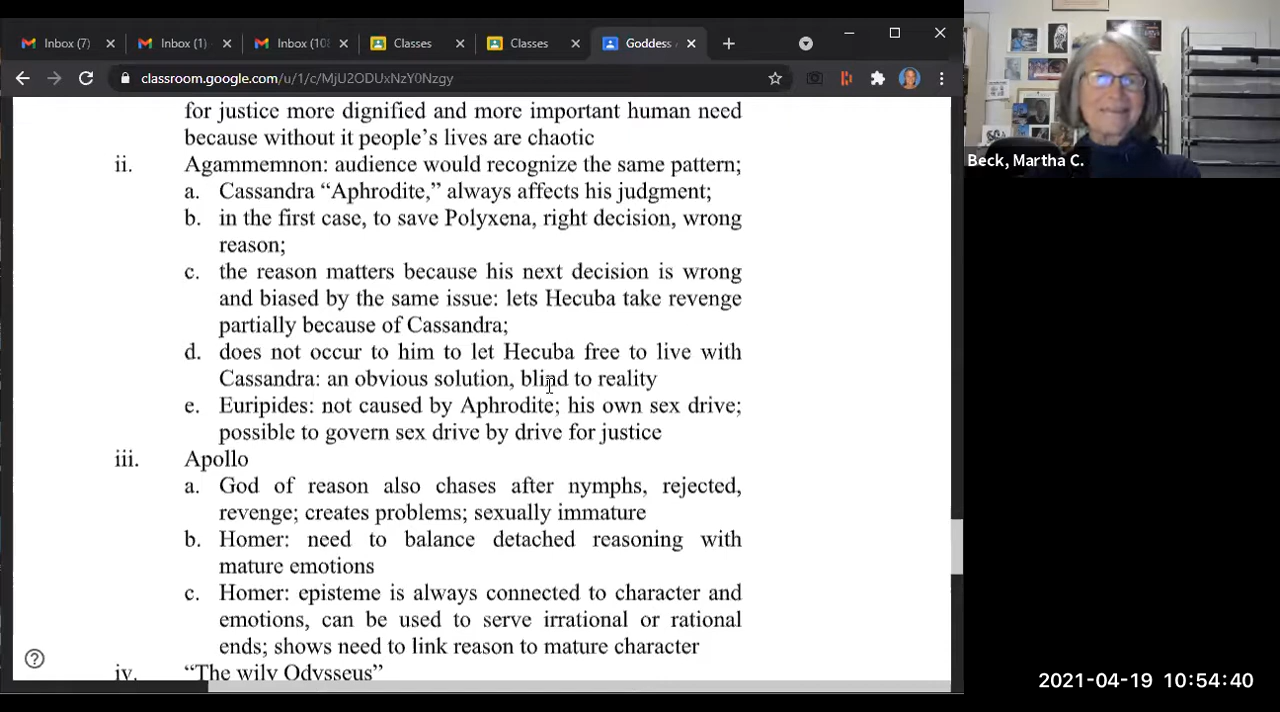 Inbox (7)
Inbox (1)
Inbox (10
Classes
Classes
Goddess
classroom.google.com/u/1/c/MjU2ODUxNzY0Nzgy
for justice more dignified and more important human need
because without it people's lives are chaotic
ii. Agammemnon: audience would recognize the same pattern;
a. Cassandra “Aphrodite,” always affects his judgment;
b. in the first case, to save Polyxena, right decision, wrong
reason;
c. the reason matters because his next decision is wrong
and biased by the same issue: lets Hecuba take revenge
partially because of Cassandra;
d. does not occur to him to let Hecuba free to live with
Cassandra: an obvious solution, blind to reality
e. Euripides: not caused by Aphrodite; his own sex drive;
possible to govern sex drive by drive for justice
iii. Apollo
a. God of reason also chases after nymphs, rejected,
revenge; creates problems; sexually immature
b. Homer: need to balance detached reasoning with
mature emotions
c. Homer: episteme is always connected to character and
emotions, can be used to serve irrational or rational
ends; shows need to link reason to mature character
iv. “The wily Odysseus”
Beck, Martha C.
2021-04-19 10:54:40